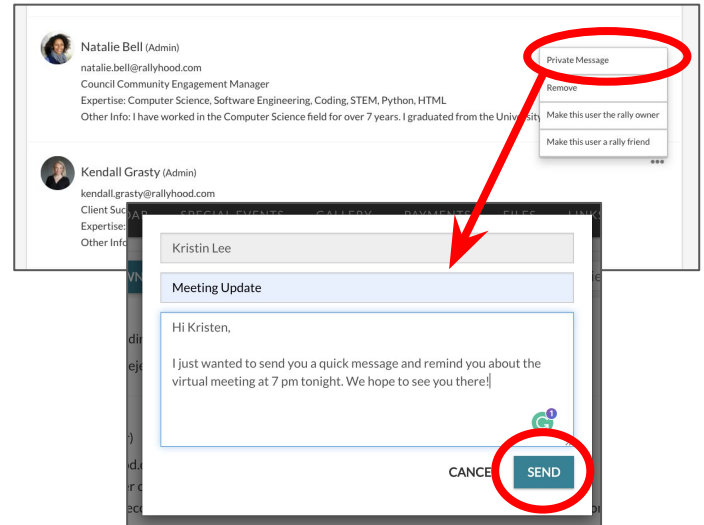 Natalie Bell (Admin)
natalie.bell@rallyhood.com
Council Community Engagement Manager
Expertise: Computer Science, Software Engineering, Coding, STEM, Python, HTML
Other Info: I have worked in the Computer Science field for over 7 years. I graduated from the University
Private Message
Remove
Make this user the rally owner
Make this user a rally friend
Kendall Grasty (Admin)
kendall.grasty@rallyhood.com
Client Suc
Expertise:
Other Info
SPECIAL EVENTS GALLERY PAYMENTS FILES LINKS
Kristin Lee
Meeting Update
Hi Kristen,
I just wanted to send you a quick message and remind you about the
virtual meeting at 7 pm tonight. We hope to see you there!
1
CANCE SEND